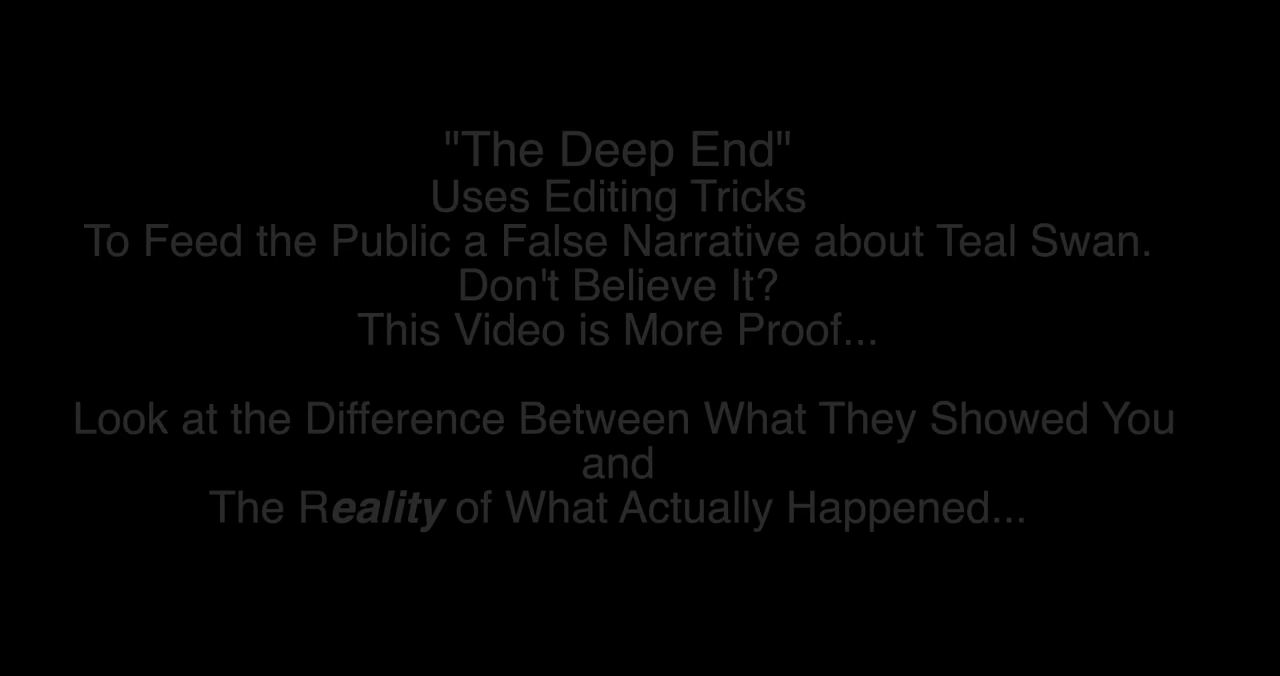 "The Deep End"
Uses Editing Tricks
To Feed the Public a False Narrative about Teal Swan.
Don't Believe It?
This Video is More Proof...
Look at the Difference Between What They Showed You
and
The Reality of What Actually Happened...